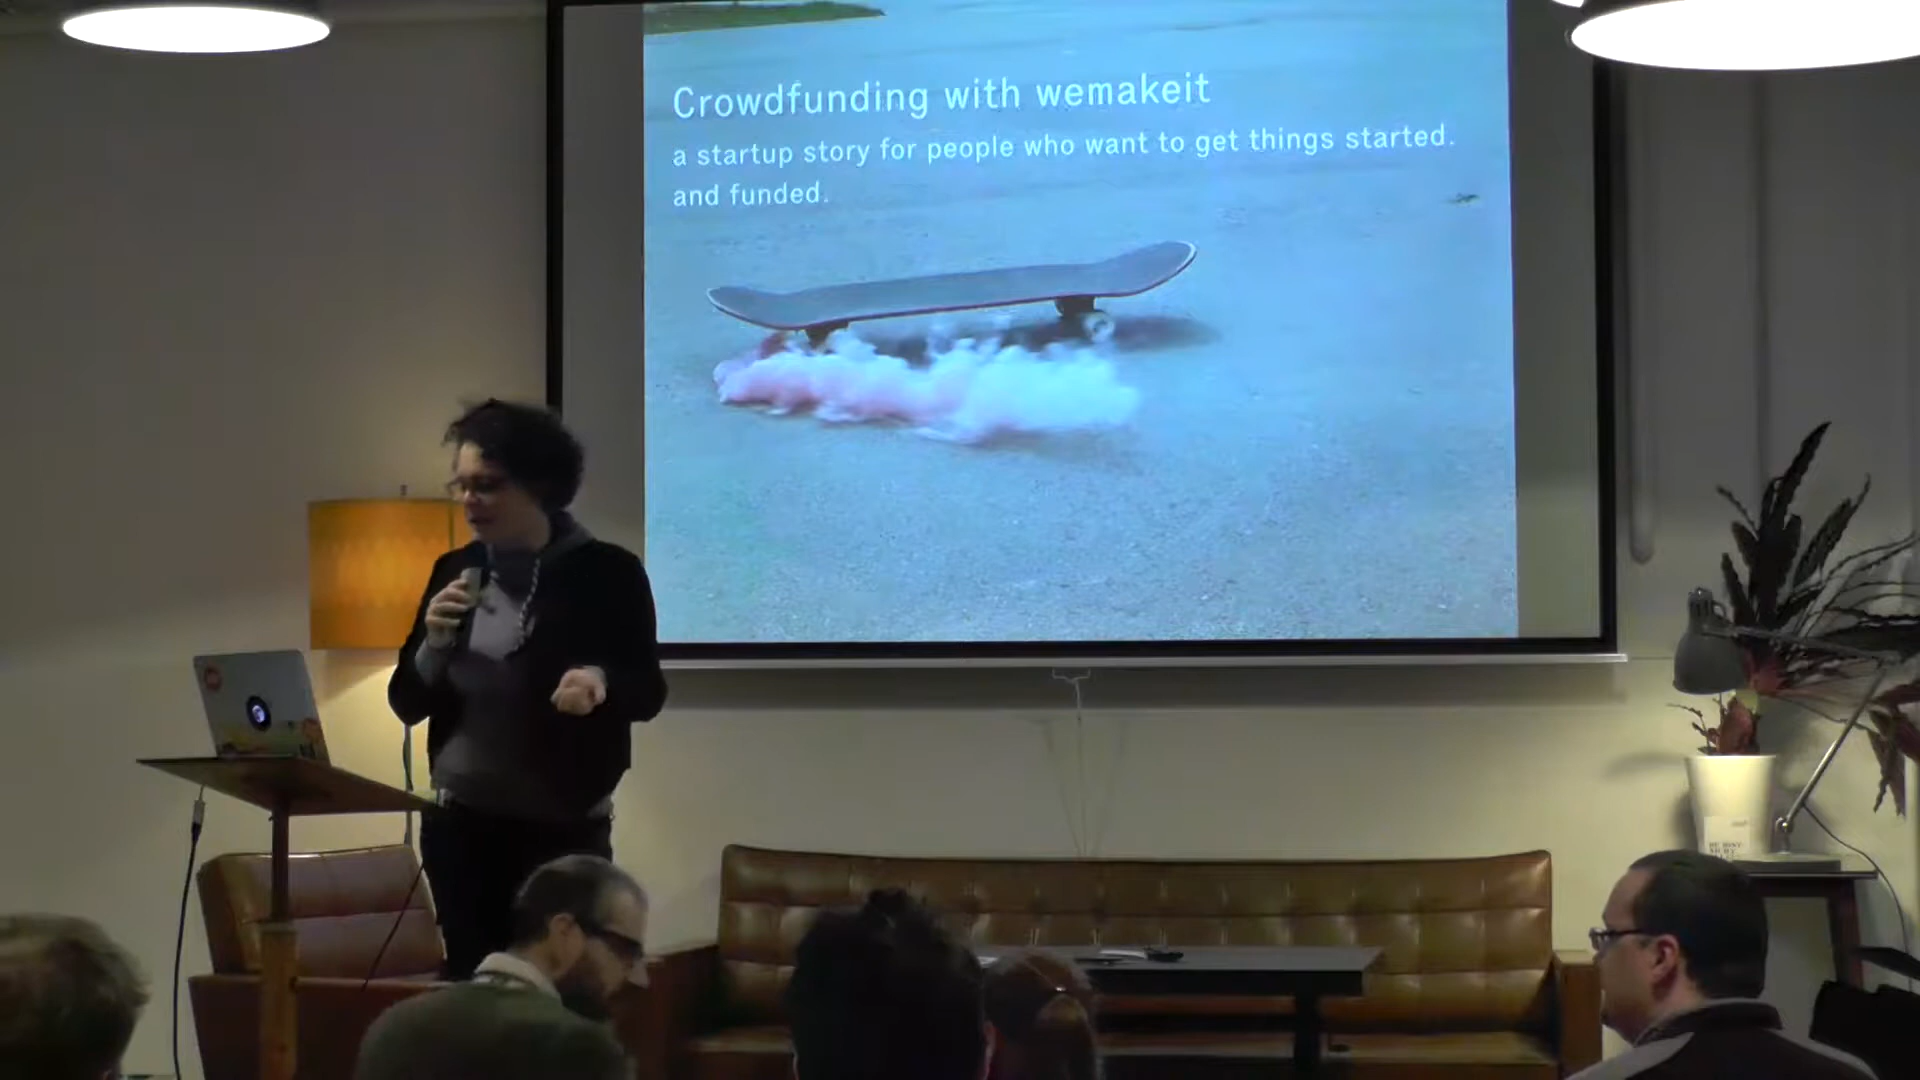 Crowdfunding with wemakeit
a startup story for people who want to get things started.
and funded.